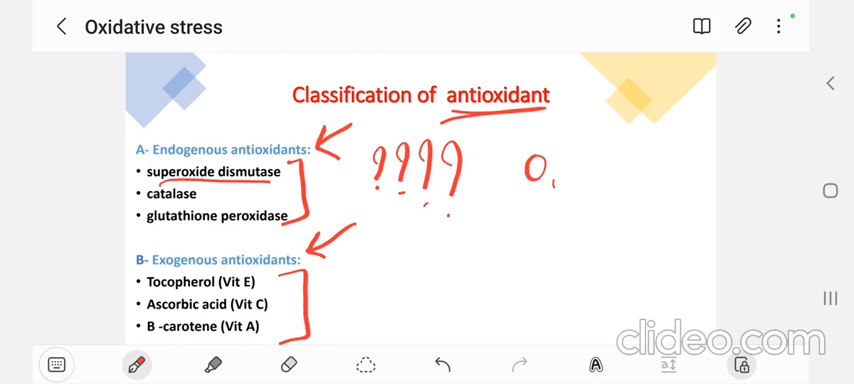 Oxidative stress
Classification of antioxidant
A- Endogenous antioxidants:
• superoxide dismutase
• catalase
• glutathione peroxidase
????
O.
B- Exogenous antioxidants:
• Tocopherol (Vit E)
• Ascorbic acid (Vit C)
• B -carotene (Vit A)
clideo.com
A
a